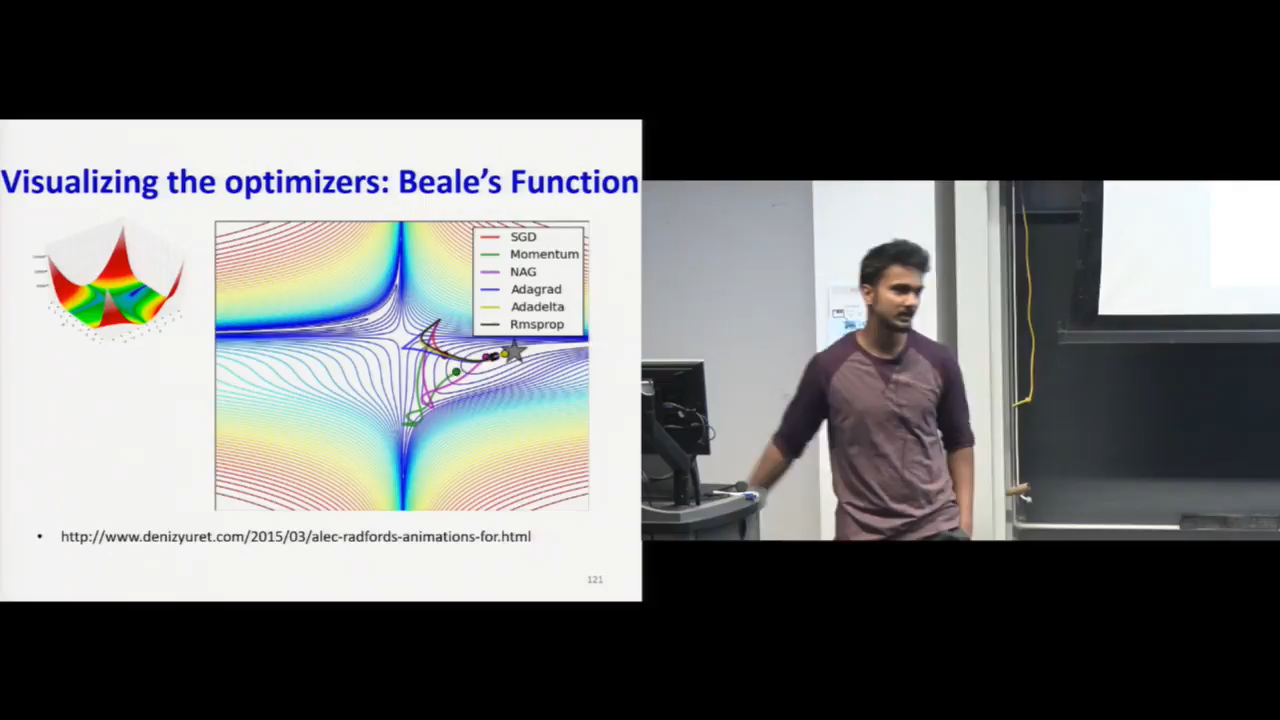 Visualizing the optimizers: Beale's Function
SGD
Momentum
NAG
Adagrad
Adadelta
Rmsprop
• http://www.denizyuret.com/2015/03/alec-radfords-animations-for.html
121